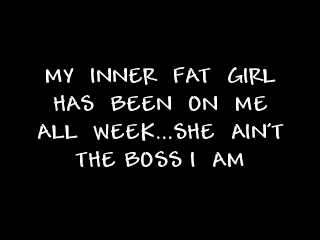 MY INNER FAT GIRL
HAS BEEN ON ME
ALL WEEK...SHE AIN'T
THE BOSS I AM